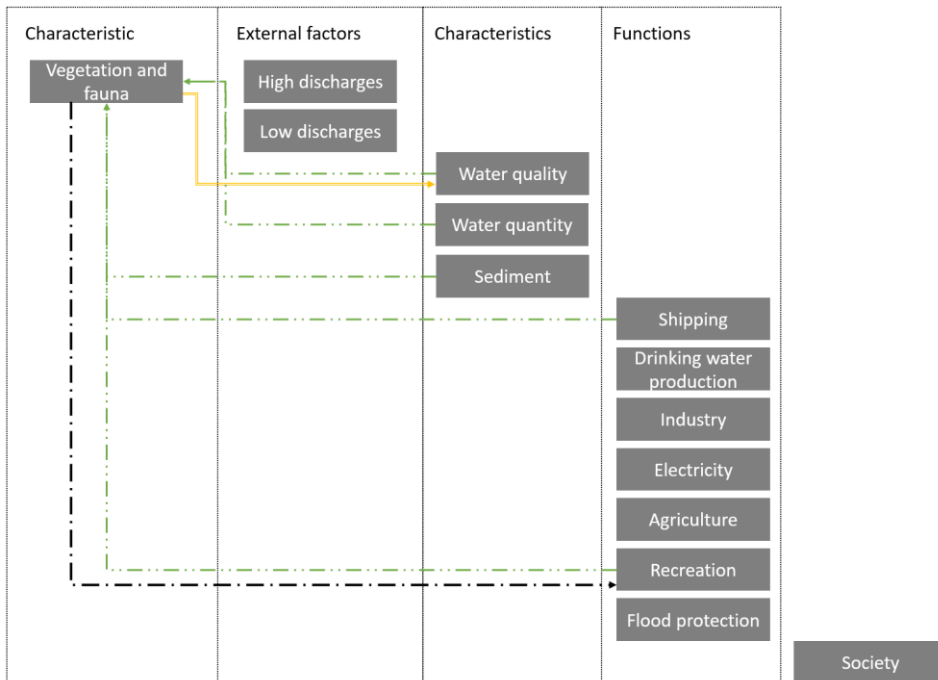 Characteristic
External factors
Characteristics
Functions
Vegetation and
fauna
High discharges
Low discharges
Water quality
Water quantity
Sediment
Shipping
Drinking water
production
Industry
Electricity
Agriculture
Recreation
Flood protection
Society